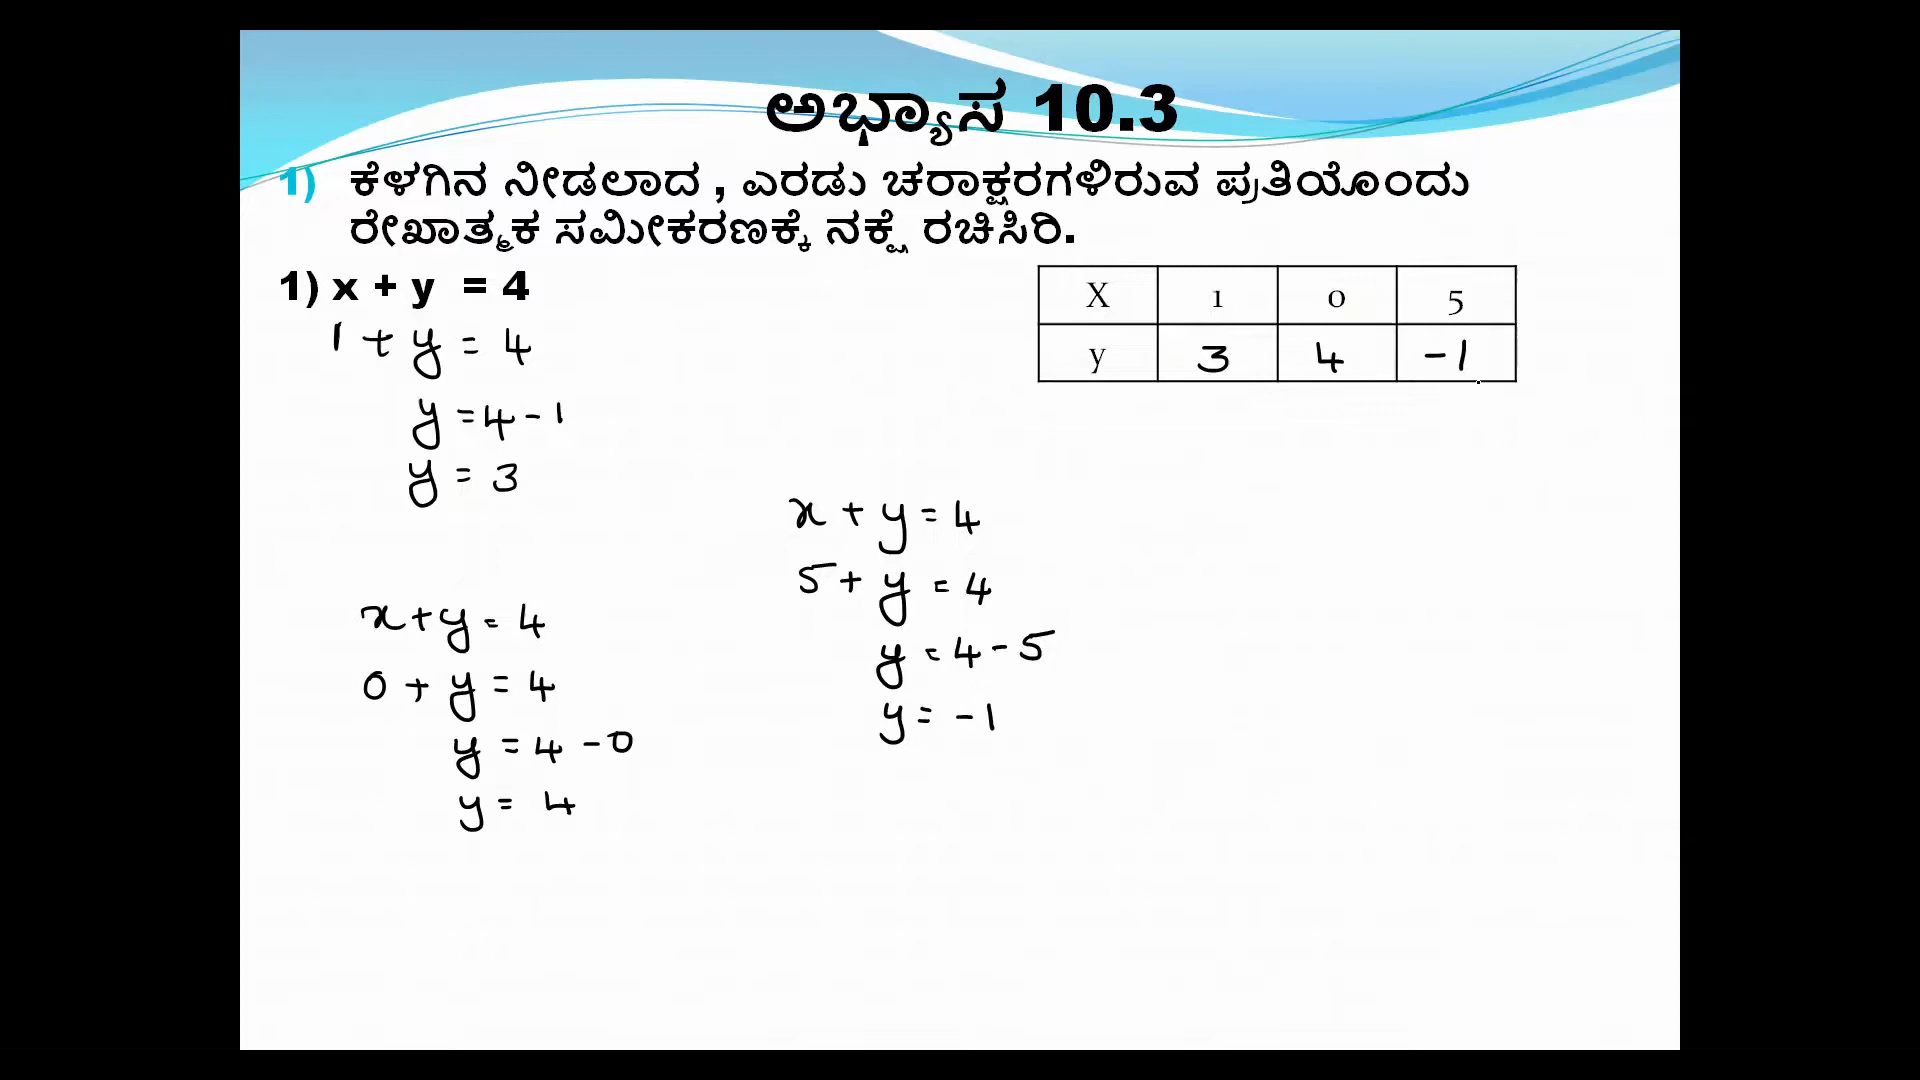 ಅಭ್ಯಾಸ 10.3
1) ಕೆಳಗಿನ ನೀಡಲಾದ , ಎರಡು ಚರಾಕ್ಷರಗಳಿರುವ ಪ್ರತಿಯೊಂದು
ರೇಖಾತ್ಮಕ ಸಮೀಕರಣಕ್ಕೆ ನಕ್ಷೆ ರಚಿಸಿರಿ.
1) x + y = 4
X 1 0 5
y 3 4 -1
1 + y = 4
y = 4 - 1
y = 3
x + y = 4
0 + y = 4
y = 4 - 0
y = 4
x + y = 4
5 + y = 4
y = 4 - 5
y = -1